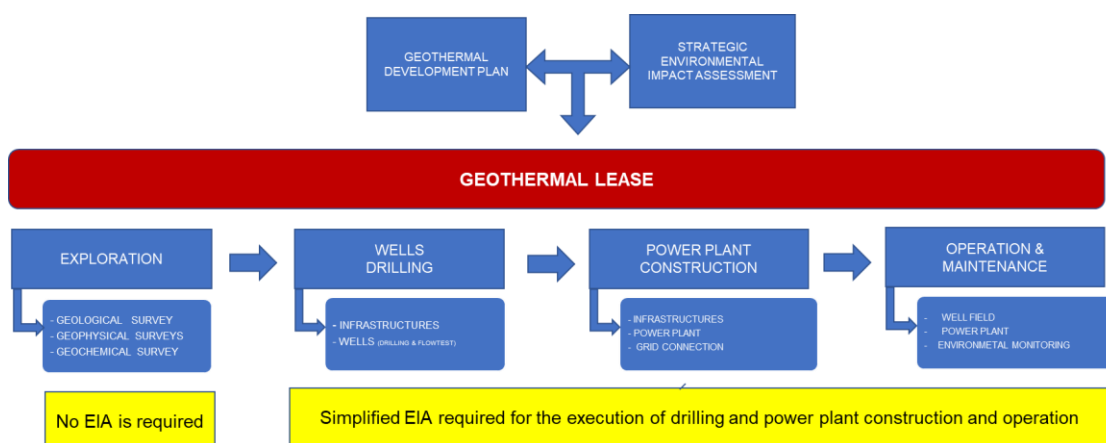 GEOTHERMAL
DEVELOPMENT PLAN
STRATEGIC
ENVIRONMENTAL
IMPACT ASSESSMENT
GEOTHERMAL LEASE
EXPLORATION
- GEOLOGICAL SURVEY
- GEOPHYSICAL SURVEYS
- GEOCHEMICAL SURVEY
WELLS
DRILLING
- INFRASTRUCTURES
- WELLS (DRILLING & FLOWTEST)
POWER PLANT
CONSTRUCTION
- INFRASTRUCTURES
- POWER PLANT
- GRID CONNECTION
OPERATION &
MAINTENANCE
- WELL FIELD
- POWER PLANT
- ENVIRONMETAL MONITORING
No EIA is required
Simplified EIA required for the execution of drilling and power plant construction and operation